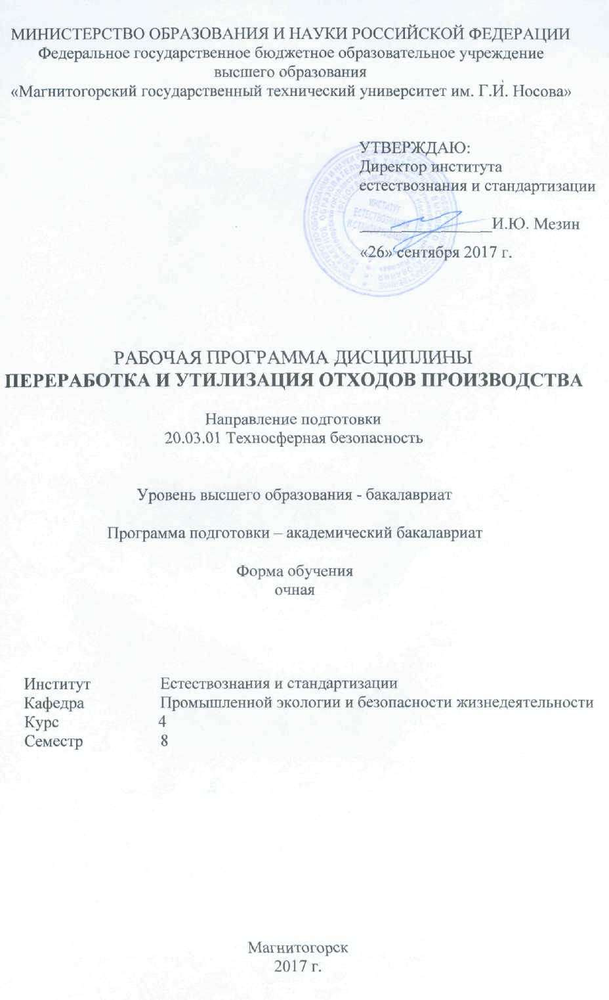 МИНИСТЕРСТВО ОБРАЗОВАНИЯ И НАУКИ РОССИЙСКОЙ ФЕДЕРАЦИИ
Федеральное государственное бюджетное образовательное учреждение
высшего образования
«Магнитогорский государственный технический университет им. Г.И. Носова»
УТВЕРЖДАЮ:
Директор института
естествознания и стандартизации
ИНСТИТУТ
ЕСТЕСТВОЗНАНИЯ
И СТАНДАРТИЗАЦИИ
И.Ю. Мезин
«26» сентября 2017 г.
РАБОЧАЯ ПРОГРАММА ДИСЦИПЛИНЫ
ПЕРЕРАБОТКА И УТИЛИЗАЦИЯ ОТХОДОВ ПРОИЗВОДСТВА
Направление подготовки
20.03.01 Техносферная безопасность
Уровень высшего образования - бакалавриат
Программа подготовки – академический бакалавриат
Форма обучения
очная
Институт Естествознания и стандартизации
Кафедра Промышленной экологии и безопасности жизнедеятельности
Курс 4
Семестр 8
Магнитогорск
2017 г.